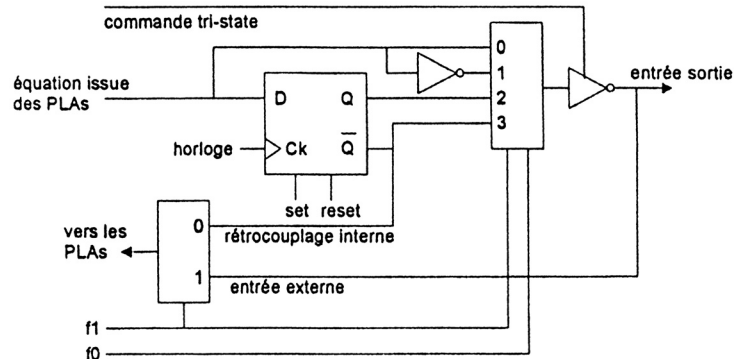 commande tri-state
équation issue
des PLAs
D
Q
Ck
Q
horloge
set
reset
0
1
2
3
entrée sortie
vers les
PLAs
0
1
rétrocouplage interne
entrée externe
f1
f0